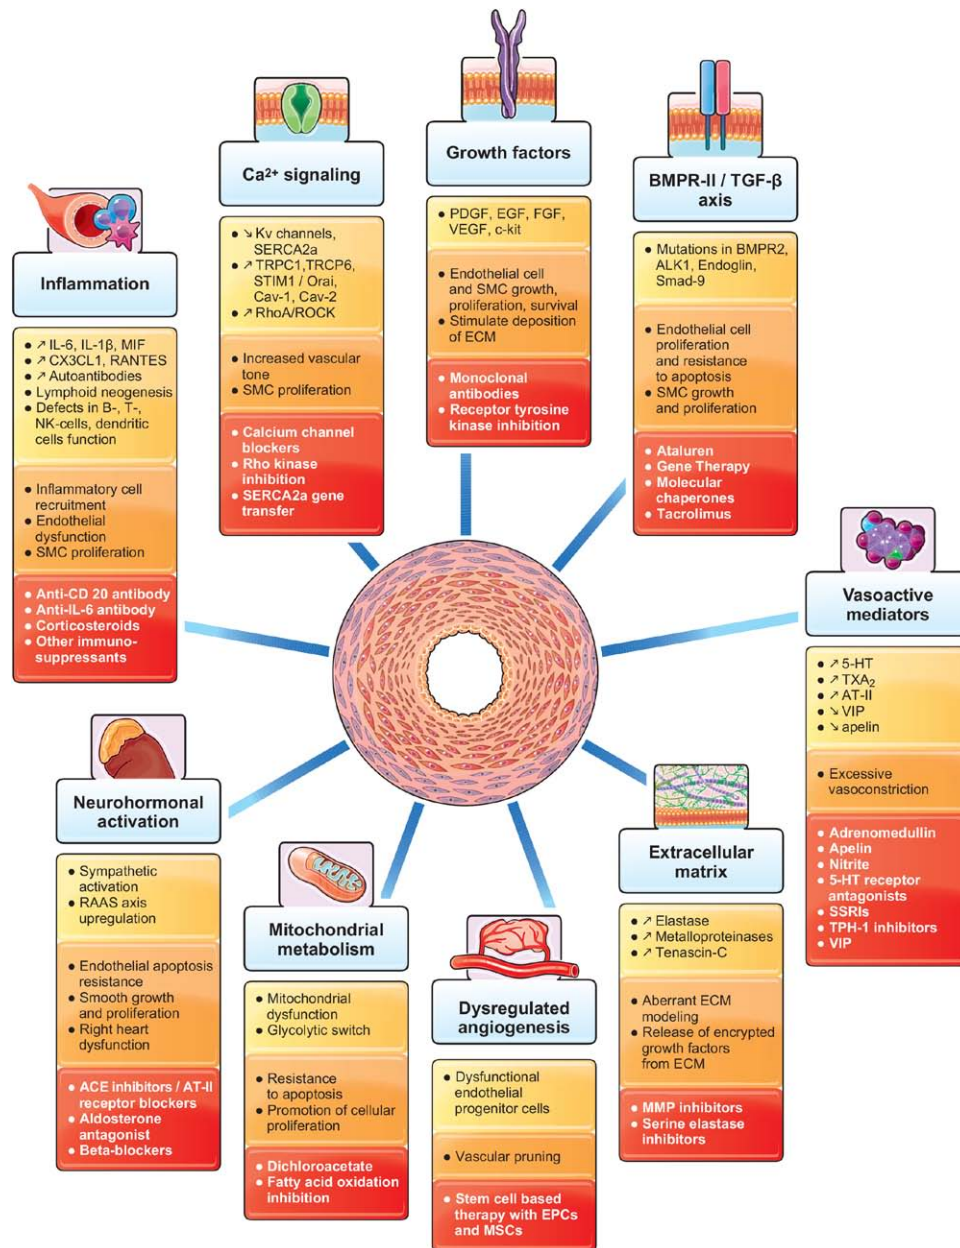 Growth factors
• PDGF, EGF, FGF,
VEGF, c-kit
• Endothelial cell
and SMC growth,
proliferation, survival
• Stimulate deposition
of ECM
• Monoclonal
antibodies
• Receptor tyrosine
kinase inhibition
Ca²⁺ signaling
• ↘ Kv channels,
SERCA2a
• ↗ TRPC1,TRCP6,
STIM1 / Orai,
Cav-1, Cav-2
• ↗ RhoA/ROCK
• Increased vascular
tone
• SMC proliferation
• Calcium channel
blockers
• Rho kinase
inhibition
• SERCA2a gene
transfer
BMPR-II / TGF-β
axis
• Mutations in BMPR2,
ALK1, Endoglin,
Smad-9
• Endothelial cell
proliferation
and resistance
to apoptosis
• SMC growth
and proliferation
• Ataluren
• Gene Therapy
• Molecular
chaperones
• Tacrolimus
Inflammation
• ↗ IL-6, IL-1β, MIF
• ↗ CX3CL1, RANTES
• ↗ Autoantibodies
• Lymphoid neogenesis
• Defects in B-, T-,
NK-cells, dendritic
cells function
• Inflammatory cell
recruitment
• Endothelial
dysfunction
• SMC proliferation
• Anti-CD 20 antibody
• Anti-IL-6 antibody
• Corticosteroids
• Other immuno-
suppressants
Vasoactive
mediators
• ↗ 5-HT
• ↗ TXA₂
• ↗ AT-II
• ↘ VIP
• ↘ apelin
• Excessive
vasoconstriction
• Adrenomedullin
• Apelin
• Nitrite
• 5-HT receptor
antagonists
• SSRIs
• TPH-1 inhibitors
• VIP
Neurohormonal
activation
• Sympathetic
activation
• RAAS axis
upregulation
• Endothelial apoptosis
resistance
• Smooth growth
and proliferation
• Right heart
dysfunction
• ACE inhibitors / AT-II
receptor blockers
• Aldosterone
antagonist
• Beta-blockers
Mitochondrial
metabolism
• Mitochondrial
dysfunction
• Glycolytic switch
• Resistance
to apoptosis
• Promotion of cellular
proliferation
• Dichloroacetate
• Fatty acid oxidation
inhibition
Dysregulated
angiogenesis
• Dysfunctional
endothelial
progenitor cells
• Vascular pruning
• Stem cell based
therapy with EPCs
and MSCs
Extracellular
matrix
• ↗ Elastase
• ↗ Metalloproteinases
• ↗ Tenascin-C
• Aberrant ECM
modeling
• Release of encrypted
growth factors
from ECM
• MMP inhibitors
• Serine elastase
inhibitors